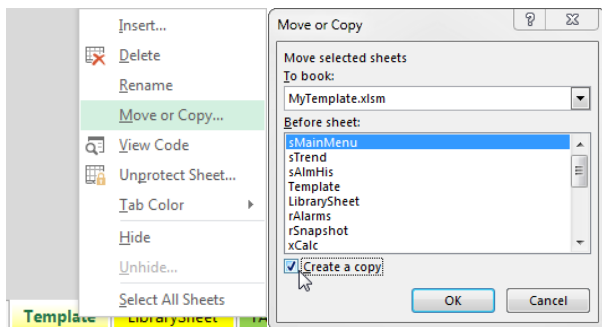 Insert...
Delete
Rename
Move or Copy...
View Code
Unprotect Sheet...
Tab Color
Hide
Unhide...
Select All Sheets
Template
LibrarySheet
Move or Copy
Move selected sheets
To book:
MyTemplate.xlsm
Before sheet:
sMainMenu
sTrend
sAlmHis
Template
LibrarySheet
rAlarms
rSnapshot
xCalc
Create a copy
OK
Cancel